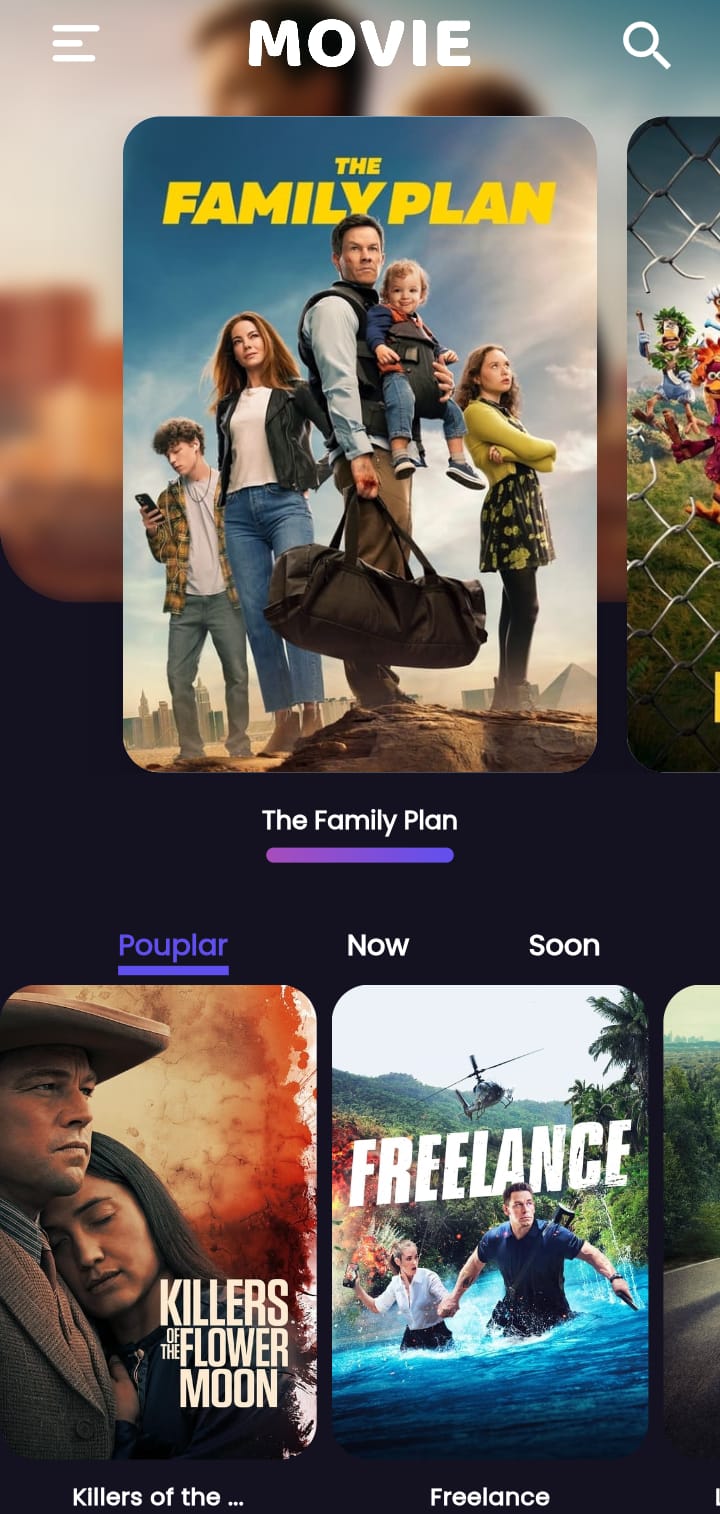 MOVIE
THE
FAMILY PLAN
The Family Plan
Pouplar
Now
Soon
KILLERS
OF THE FLOWER
MOON
FREELANCE
Killers of the ...
Freelance